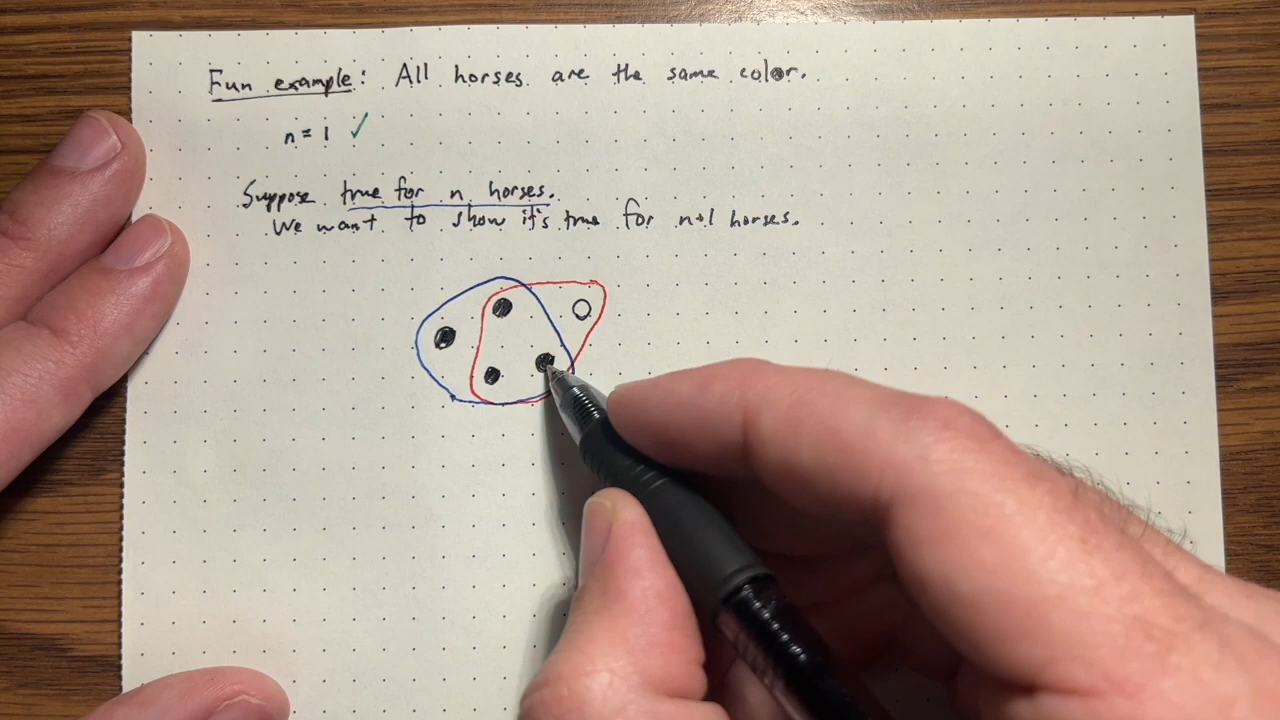 Fun example: All horses are the same color.
n = 1 ✓
Suppose true for n horses.
We want to show it's true for n+1 horses.